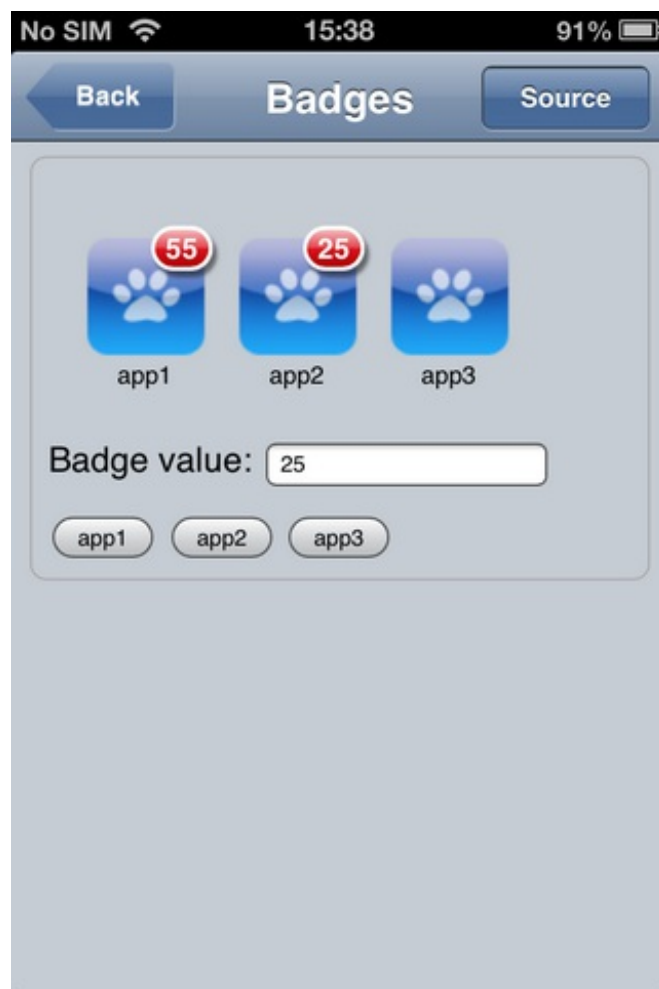 No SIM 15:38 91%
Back Badges Source
55 25
app1 app2 app3
Badge value: 25
app1 app2 app3